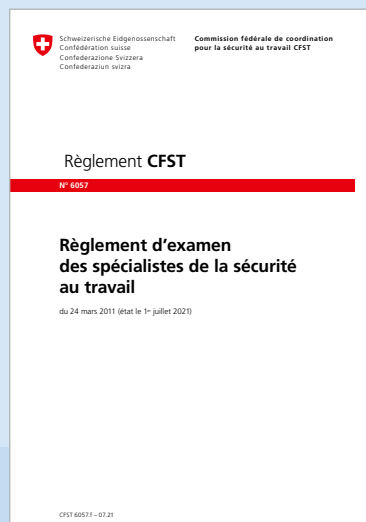 Schweizerische Eidgenossenschaft
Confédération suisse
Confederazione Svizzera
Confederaziun svizra
Commission fédérale de coordination
pour la sécurité au travail CFST
Règlement CFST
N° 6057
Règlement d'examen
des spécialistes de la sécurité
au travail
du 24 mars 2011 (état le 1er juillet 2021)
CFST 6057.f – 07.21